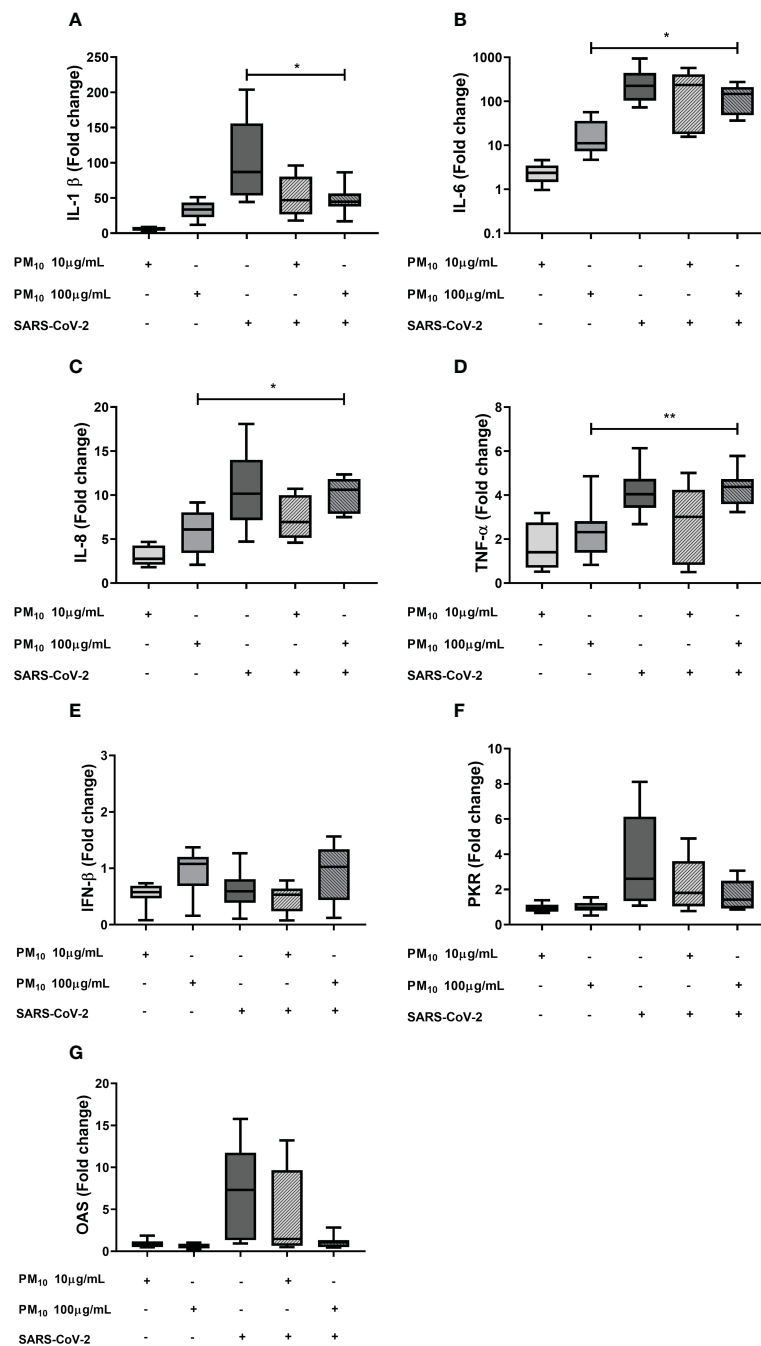 A
B
IL-1 β (Fold change)
250
200
150
100
50
0
*
PM10 10μg/mL + - - + -
PM10 100μg/mL - + - - +
SARS-CoV-2 - - + + +
IL-6 (Fold change)
1000
100
10
1
0.1
*
PM10 10μg/mL + - - + -
PM10 100μg/mL - + - - +
SARS-CoV-2 - - + + +
C
D
IL-8 (Fold change)
20
15
10
5
0
*
PM10 10μg/mL + - - + -
PM10 100μg/mL - + - - +
SARS-CoV-2 - - + + +
TNF-α (Fold change)
8
6
4
2
0
**
PM10 10μg/mL + - - + -
PM10 100μg/mL - + - - +
SARS-CoV-2 - - + + +
E
F
IFN-β (Fold change)
3
2
1
0
PM10 10μg/mL + - - + -
PM10 100μg/mL - + - - +
SARS-CoV-2 - - + + +
PKR (Fold change)
10
8
6
4
2
0
PM10 10μg/mL + - - + -
PM10 100μg/mL - + - - +
SARS-CoV-2 - - + + +
G
OAS (Fold change)
20
15
10
5
0
PM10 10μg/mL + - - + -
PM10 100μg/mL - + - - +
SARS-CoV-2 - - + + +